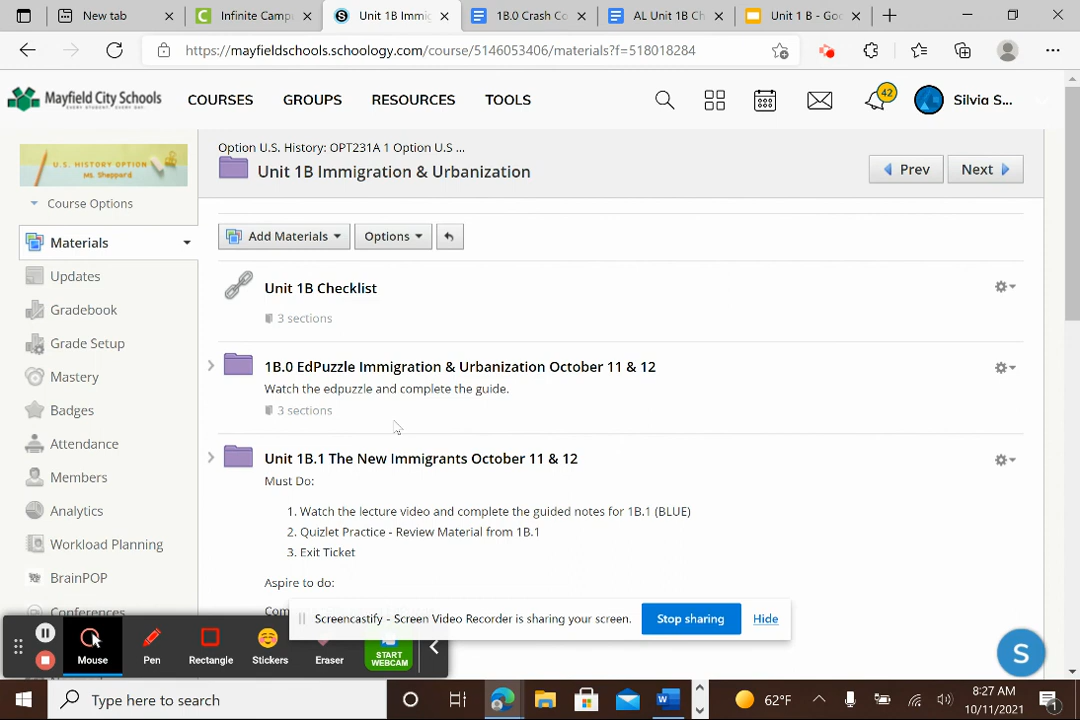 New tab
Infinite Camp
S
Unit 1B Immig
1B.0 Crash Co
AL Unit 1B Ch
Unit 1 B - Goo
https://mayfieldschools.schoology.com/course/5146053406/materials?f=518018284
Mayfield City Schools
COURSES
GROUPS
RESOURCES
TOOLS
42
Silvia S...
U.S. HISTORY OPTION
Course Options
Materials
Updates
Gradebook
Grade Setup
Mastery
Badges
Attendance
Members
Analytics
Workload Planning
BrainPOP
Conferences
Option U.S. History: OPT231A 1 Option U.S ...
Unit 1B Immigration & Urbanization
Prev
Next
Add Materials
Options
Unit 1B Checklist
3 sections
1B.0 EdPuzzle Immigration & Urbanization October 11 & 12
Watch the edpuzzle and complete the guide.
3 sections
Unit 1B.1 The New Immigrants October 11 & 12
Must Do:
1. Watch the lecture video and complete the guided notes for 1B.1 (BLUE)
2. Quizlet Practice - Review Material from 1B.1
3. Exit Ticket
Aspire to do:
Screencastify - Screen Video Recorder is sharing your screen.
Stop sharing
Hide
Mouse
Pen
Rectangle
Stickers
Eraser
START
WEBCAM
S
Type here to search
62°F
8:27 AM
10/11/2021
1